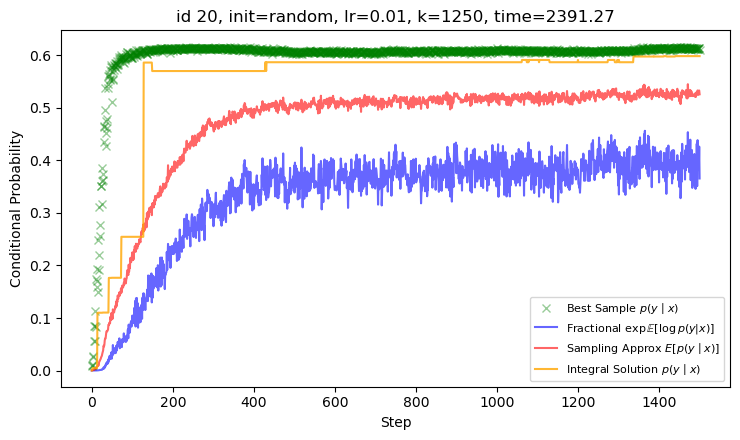 id 20, init=random, lr=0.01, k=1250, time=2391.27
Conditional Probability
0.6
0.5
0.4
0.3
0.2
0.1
0.0
Best Sample p(y | x)
Fractional exp𝔼[log p(y|x)]
Sampling Approx E[p(y | x)]
Integral Solution p(y | x)
0 200 400 600 800 1000 1200 1400
Step